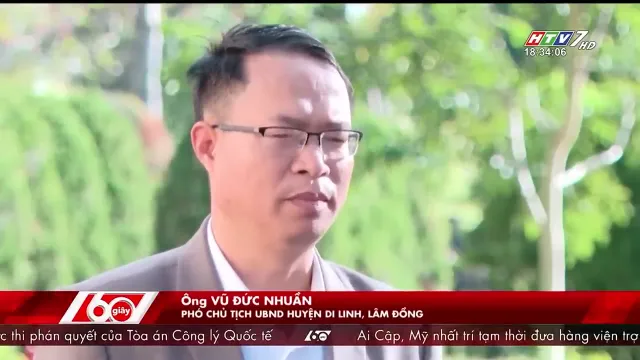 HTV7 HD
18:34:06
60 giây
Ông VŨ ĐỨC NHUẦN
PHÓ CHỦ TỊCH UBND HUYỆN DI LINH, LÂM ĐỒNG
c thi phán quyết của Tòa án Công lý Quốc tế Ai Cập, Mỹ nhất trí tạm thời đưa hàng viện trợ